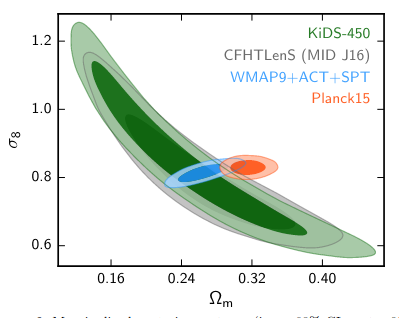 KiDS-450
CFHTLenS (MID J16)
WMAP9+ACT+SPT
Planck15
1.2
1.0
0.8
0.6
σ8
0.16 0.24 0.32 0.40
Ωm